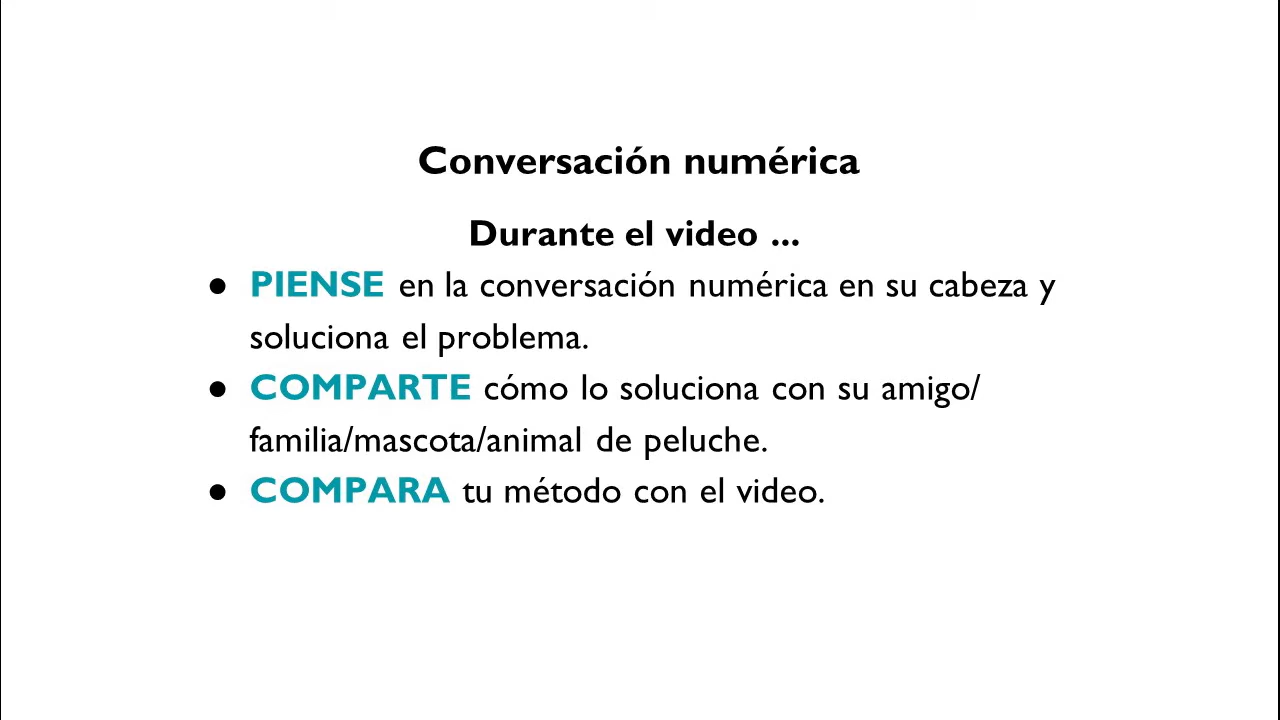 Conversación numérica
Durante el video ...
● PIENSE en la conversación numérica en su cabeza y
soluciona el problema.
● COMPARTE cómo lo soluciona con su amigo/
familia/mascota/animal de peluche.
● COMPARA tu método con el video.